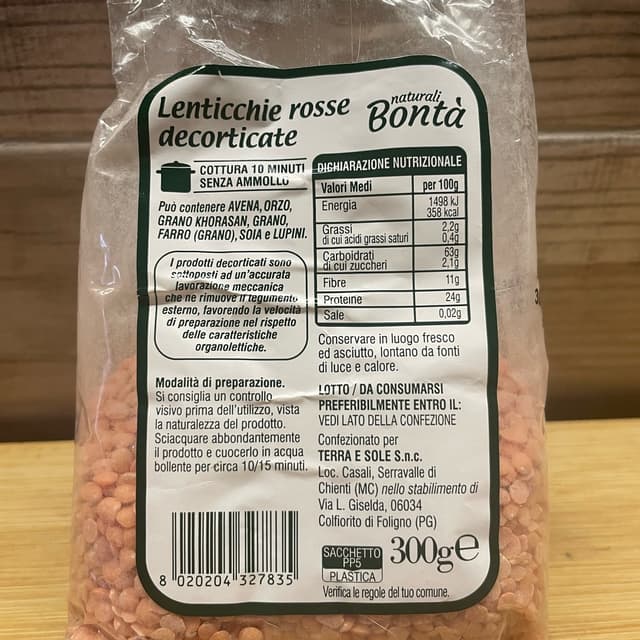 Lenticchie rosse
decorticate
naturali
Bontà
COTTURA 10 MINUTI
SENZA AMMOLLO
Può contenere AVENA, ORZO,
GRANO KHORASAN, GRANO,
FARRO (GRANO), SOIA e LUPINI.
I prodotti decorticati sono
sottoposti ad un'accurata
lavorazione meccanica
che ne rimuove il tegumento
esterno, favorendo la velocità
di preparazione nel rispetto
delle caratteristiche
organolettiche.
Modalità di preparazione.
Si consiglia un controllo
visivo prima dell'utilizzo, vista
la naturalezza del prodotto.
Sciacquare abbondantemente
il prodotto e cuocerlo in acqua
bollente per circa 10/15 minuti.
8 020204 327835
DICHIARAZIONE NUTRIZIONALE
Valori Medi per 100g
Energia 1498 kJ
358 kcal
Grassi 2,2g
di cui acidi grassi saturi 0,4g
Carboidrati 63g
di cui zuccheri 2,1g
Fibre 11g
Proteine 24g
Sale 0,02g
Conservare in luogo fresco
ed asciutto, lontano da fonti
di luce e calore.
LOTTO / DA CONSUMARSI
PREFERIBILMENTE ENTRO IL:
VEDI LATO DELLA CONFEZIONE
Confezionato per
TERRA E SOLE S.n.c.
Loc. Casali, Serravalle di
Chienti (MC) nello stabilimento di
Via L. Giselda, 06034
Colfiorito di Foligno (PG)
SACCHETTO
PP5
PLASTICA
300g℮
Verifica le regole del tuo comune.